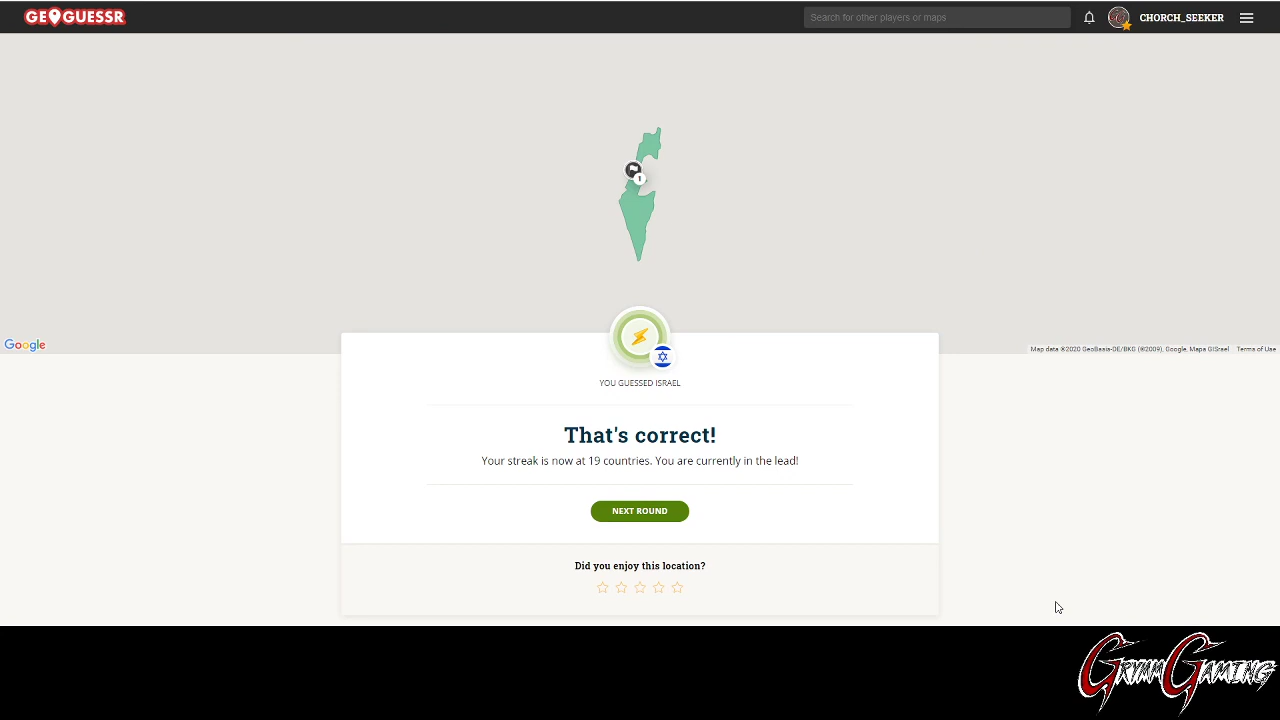 GEOGUESSR
Search for other players or maps
CHORCH_SEEKER
1
Google
Map data ©2020 GeoBasis-DE/BKG (©2009), Google, Mapa GISrael
Terms of Use
YOU GUESSED ISRAEL
That's correct!
Your streak is now at 19 countries. You are currently in the lead!
NEXT ROUND
Did you enjoy this location?
GrimGaming